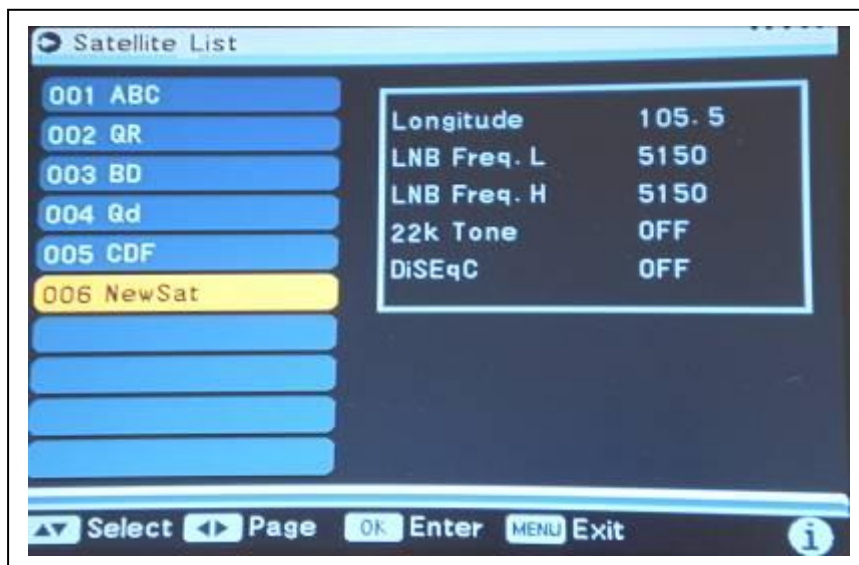 Satellite List
001 ABC
002 QR
003 BD
004 Qd
005 CDF
006 NewSat
Longitude 105.5
LNB Freq. L 5150
LNB Freq. H 5150
22k Tone OFF
DiSEqC OFF
Select Page OK Enter MENU Exit i